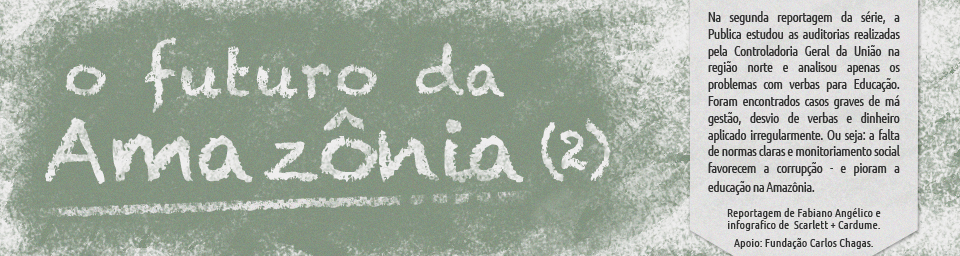 o futuro da
Amazônia (2)
Na segunda reportagem da série, a
Publica estudou as auditorias realizadas
pela Controladoria Geral da União na
região norte e analisou apenas os
problemas com verbas para Educação.
Foram encontrados casos graves de má
gestão, desvio de verbas e dinheiro
aplicado irregularmente. Ou seja: a falta
de normas claras e monitoriamento social
favorecem a corrupção - e pioram a
educação na Amazônia.
Reportagem de Fabiano Angélico e
infografico de Scarlett + Cardume.
Apoio: Fundação Carlos Chagas.